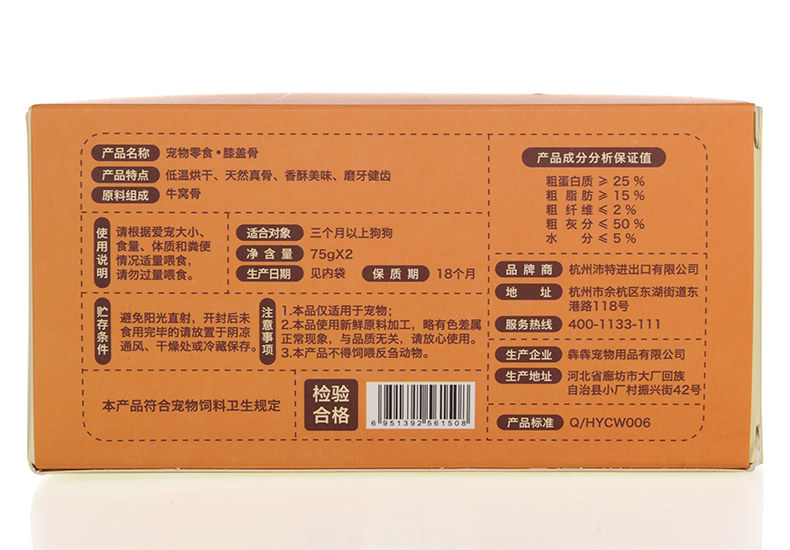 产品名称 宠物零食•膝盖骨
产品特点 低温烘干、天然真骨、香酥美味、磨牙健齿
原料组成 牛窝骨
使用说明
请根据爱宠大小、
食量、体质和粪便
情况适量喂食，
请勿过量喂食。
适合对象 三个月以上狗狗
净含量 75gX2
生产日期 见内袋 保质期 18个月
贮存条件
避免阳光直射，开封后未
食用完毕的请放置于阴凉
通风、干燥处或冷藏保存。
注意事项
1.本品仅适用于宠物；
2.本品使用新鲜原料加工，略有色差属
正常现象，与品质无关，请放心使用。
3.本产品不得饲喂反刍动物。
本产品符合宠物饲料卫生规定
检验
合格
6951392561508
产品成分分析保证值
粗蛋白质 ≥ 25 %
粗脂肪 ≥ 15 %
粗纤维 ≤ 2 %
粗灰分 ≤ 50 %
水分 ≤ 5 %
品牌商 杭州沛特进出口有限公司
地址 杭州市余杭区东湖街道东
港路118号
服务热线 400-1133-111
生产企业 犇犇宠物用品有限公司
生产地址 河北省廊坊市大厂回族
自治县小厂村振兴街42号
产品标准 Q/HYCW006